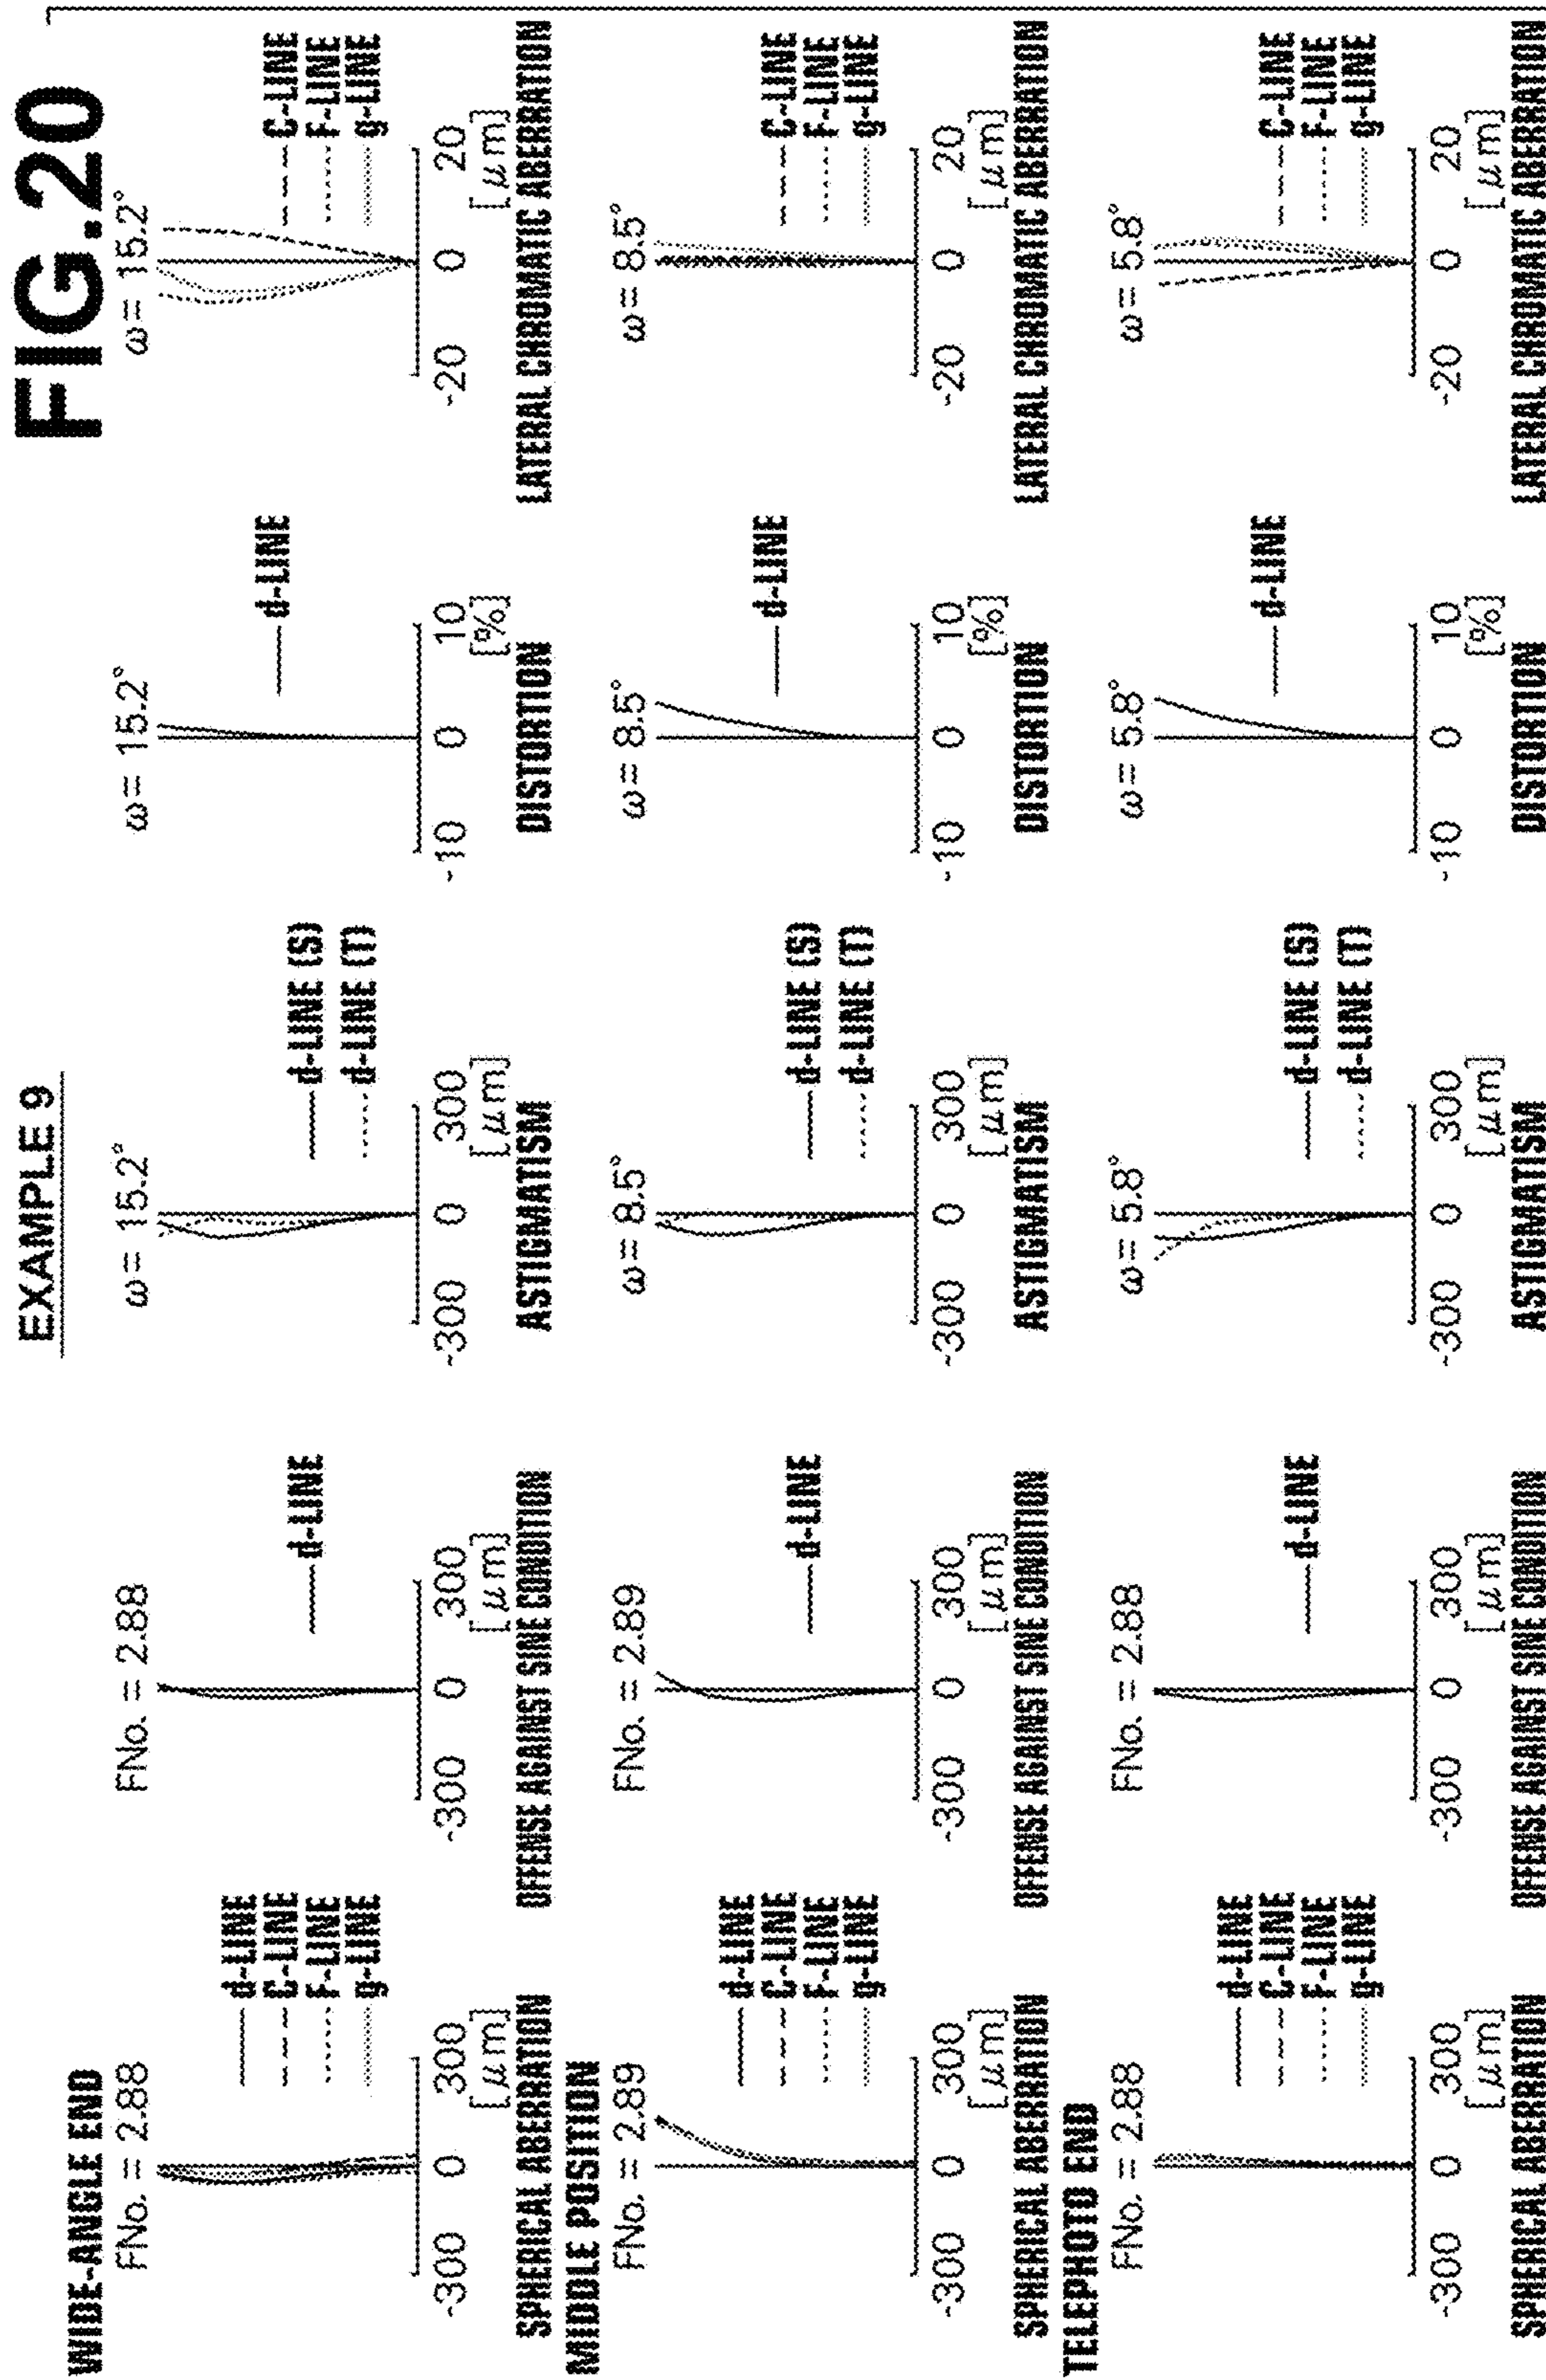 FIG.20
EXAMPLE 9
WIDE-ANGLE END
FNo. = 2.88
d-LINE
C-LINE
F-LINE
g-LINE
-300 0 300
[μm]
SPHERICAL ABERRATION
FNo. = 2.88
d-LINE
-300 0 300
[μm]
OFFENSE AGAINST SINE CONDITION
ω= 15.2°
d-LINE (S)
d-LINE (T)
-300 0 300
[μm]
ASTIGMATISM
ω= 15.2°
d-LINE
-10 0 10
[%]
DISTORTION
ω= 15.2°
C-LINE
F-LINE
g-LINE
-20 0 20
[μm]
LATERAL CHROMATIC ABERRATION
MIDDLE POSITION
FNo. = 2.89
d-LINE
C-LINE
F-LINE
g-LINE
-300 0 300
[μm]
SPHERICAL ABERRATION
FNo. = 2.89
d-LINE
-300 0 300
[μm]
OFFENSE AGAINST SINE CONDITION
ω= 8.5°
d-LINE (S)
d-LINE (T)
-300 0 300
[μm]
ASTIGMATISM
ω= 8.5°
d-LINE
-10 0 10
[%]
DISTORTION
ω= 8.5°
C-LINE
F-LINE
g-LINE
-20 0 20
[μm]
LATERAL CHROMATIC ABERRATION
TELEPHOTO END
FNo. = 2.88
d-LINE
C-LINE
F-LINE
g-LINE
-300 0 300
[μm]
SPHERICAL ABERRATION
FNo. = 2.88
d-LINE
-300 0 300
[μm]
OFFENSE AGAINST SINE CONDITION
ω= 5.8°
d-LINE (S)
d-LINE (T)
-300 0 300
[μm]
ASTIGMATISM
ω= 5.8°
d-LINE
-10 0 10
[%]
DISTORTION
ω= 5.8°
C-LINE
F-LINE
g-LINE
-20 0 20
[μm]
LATERAL CHROMATIC ABERRATION